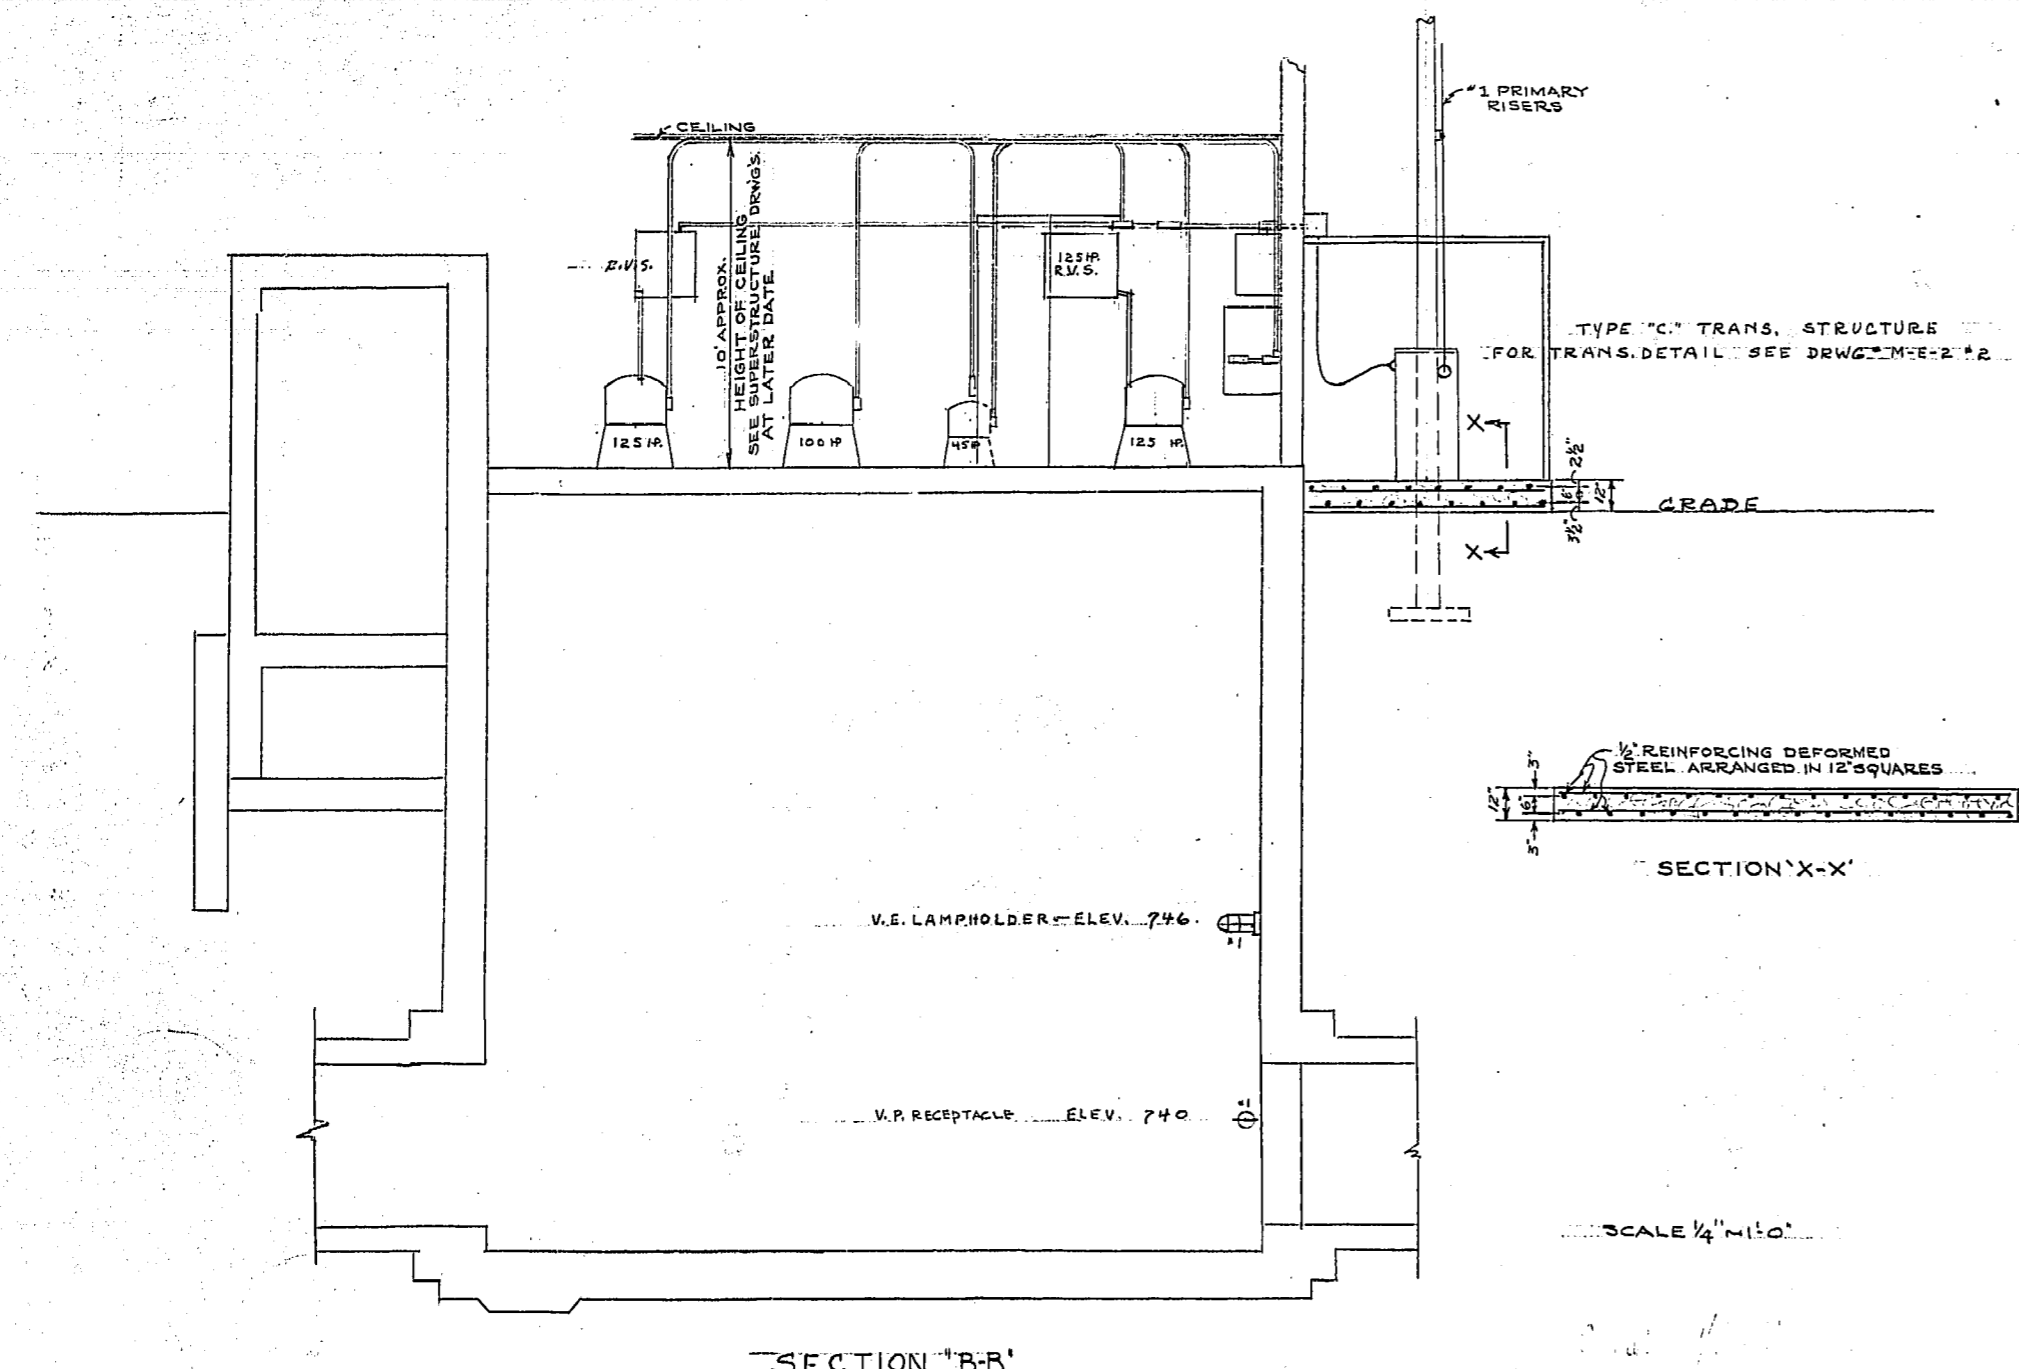 #1 PRIMARY
RISERS
CEILING
10' APPROX.
HEIGHT OF CEILING
SEE SUPERSTRUCTURE DRWG'S.
AT LATER DATE
R.V.S.
125 HP.
R.V.S.
TYPE "C" TRANS. STRUCTURE
FOR TRANS. DETAIL SEE DRWG# M-E-2 #2
125 HP.
100 HP
45 HP
125 HP.
X
2½"
6"
12"
3½"
GRADE
X
½" REINFORCING DEFORMED
STEEL ARRANGED IN 12" SQUARES
3"
12"
6"
3"
SECTION 'X-X'
V.E. LAMPHOLDER - ELEV. 746.
#1
#1
V.P. RECEPTACLE ELEV. 740
SCALE ¼" = 1'-0"
SECTION "B-B"